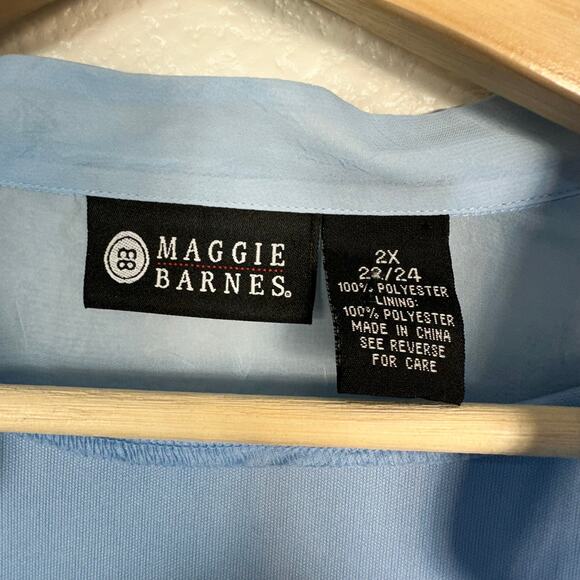 MAGGIE
BARNES®
2X
22/24
100% POLYESTER
LINING:
100% POLYESTER
MADE IN CHINA
SEE REVERSE
FOR CARE